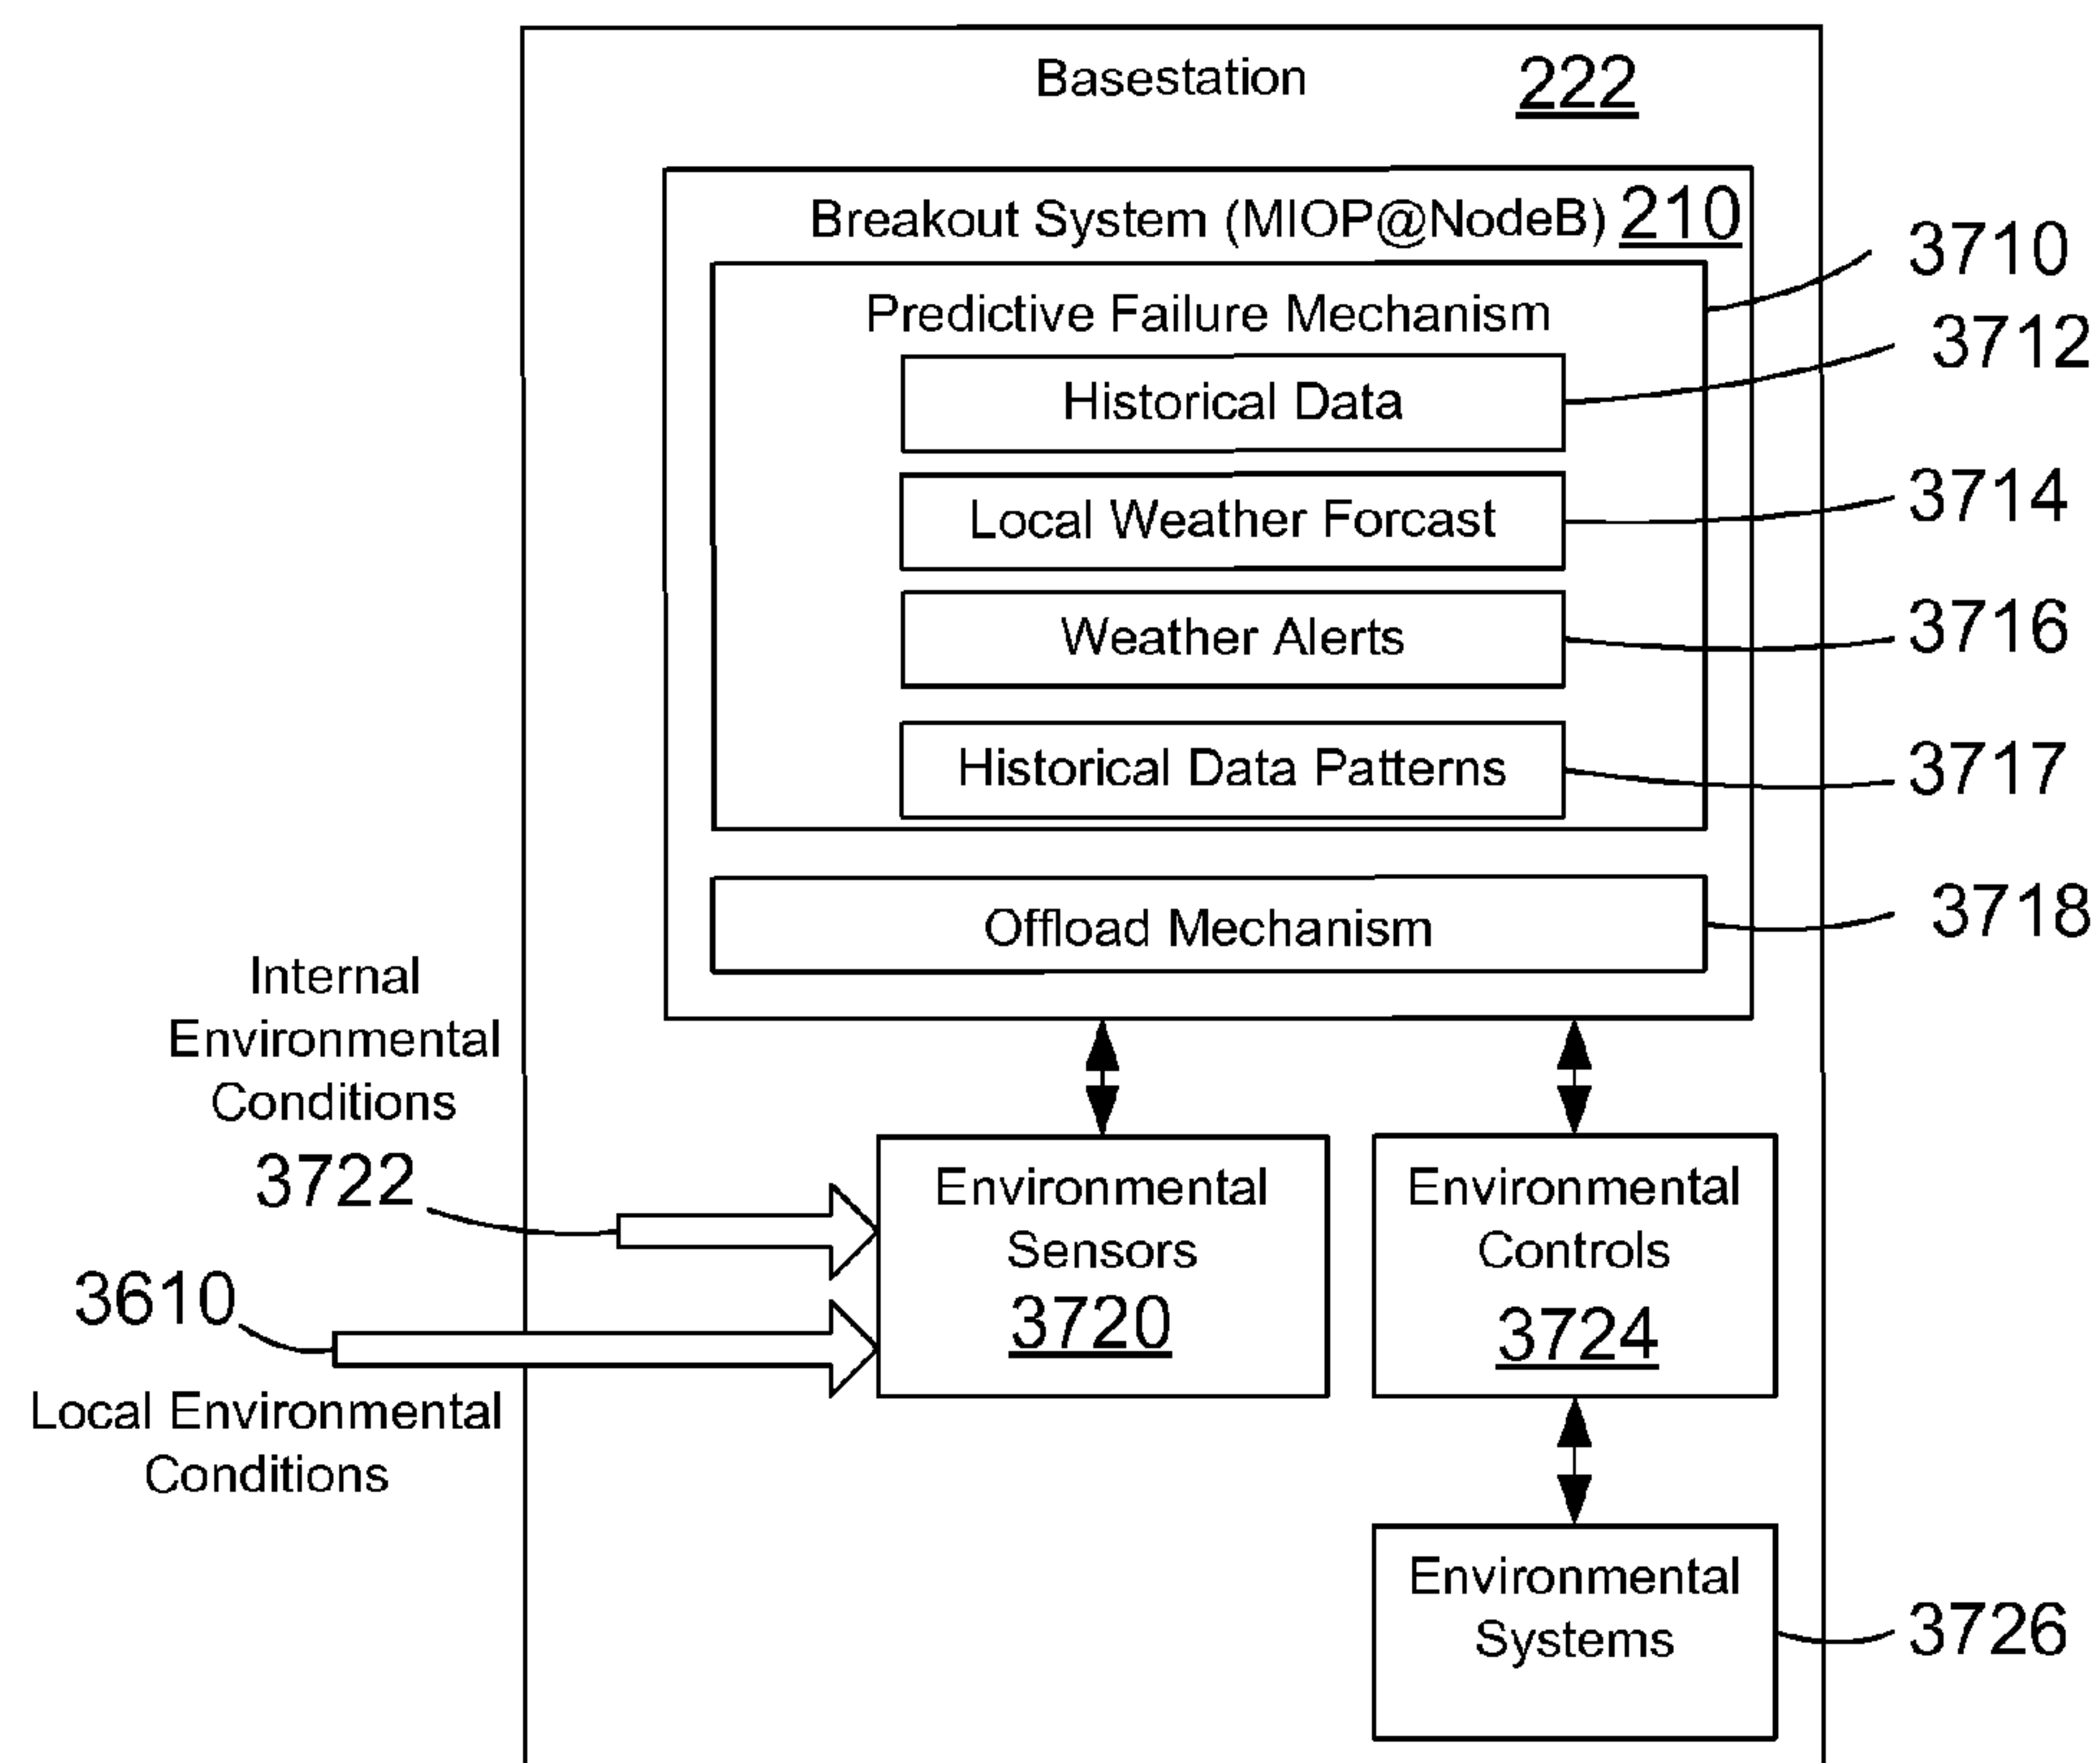 Basestation 222
Breakout System (MIOP@NodeB) 210
Predictive Failure Mechanism
3710
Historical Data
3712
Local Weather Forcast
3714
Weather Alerts
3716
Historical Data Patterns
3717
Offload Mechanism
3718
Internal
Environmental
Conditions
3722
3610
Local Environmental
Conditions
Environmental
Sensors
3720
Environmental
Controls
3724
Environmental
Systems
3726